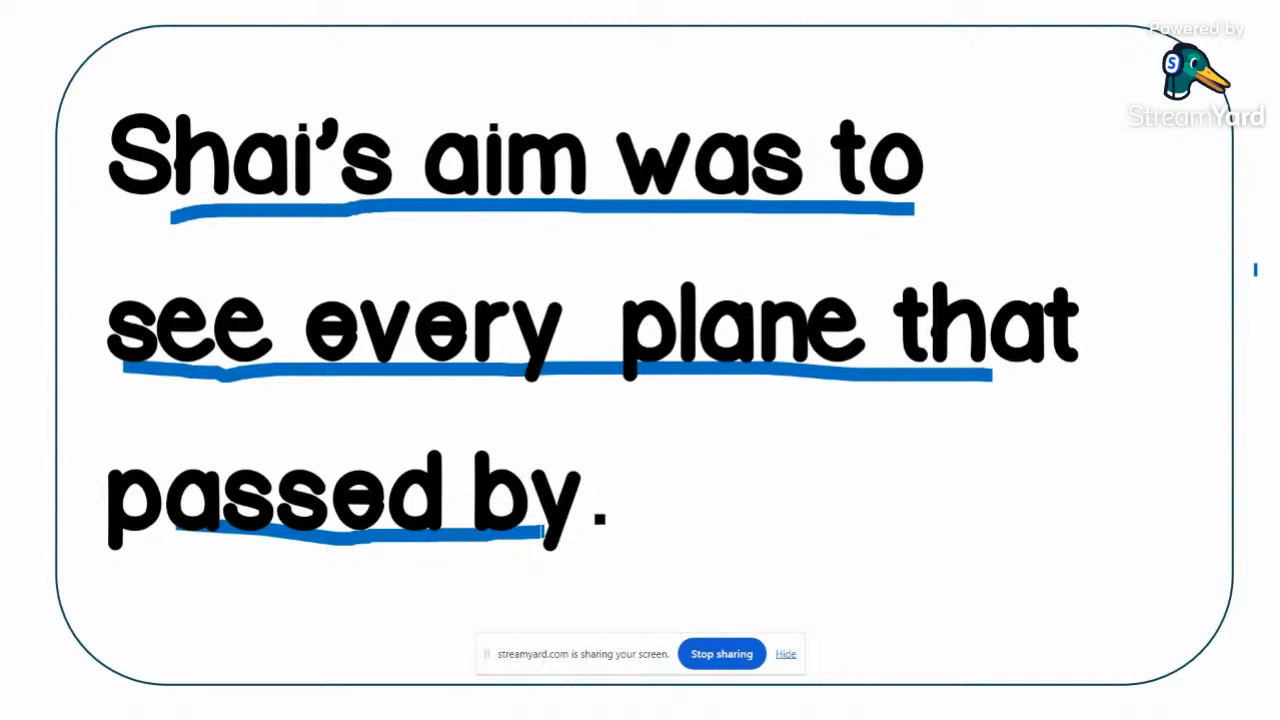 Powered by
StreamYard
Shai's aim was to
see every plane that
passed by.
streamyard.com is sharing your screen. Stop sharing Hide